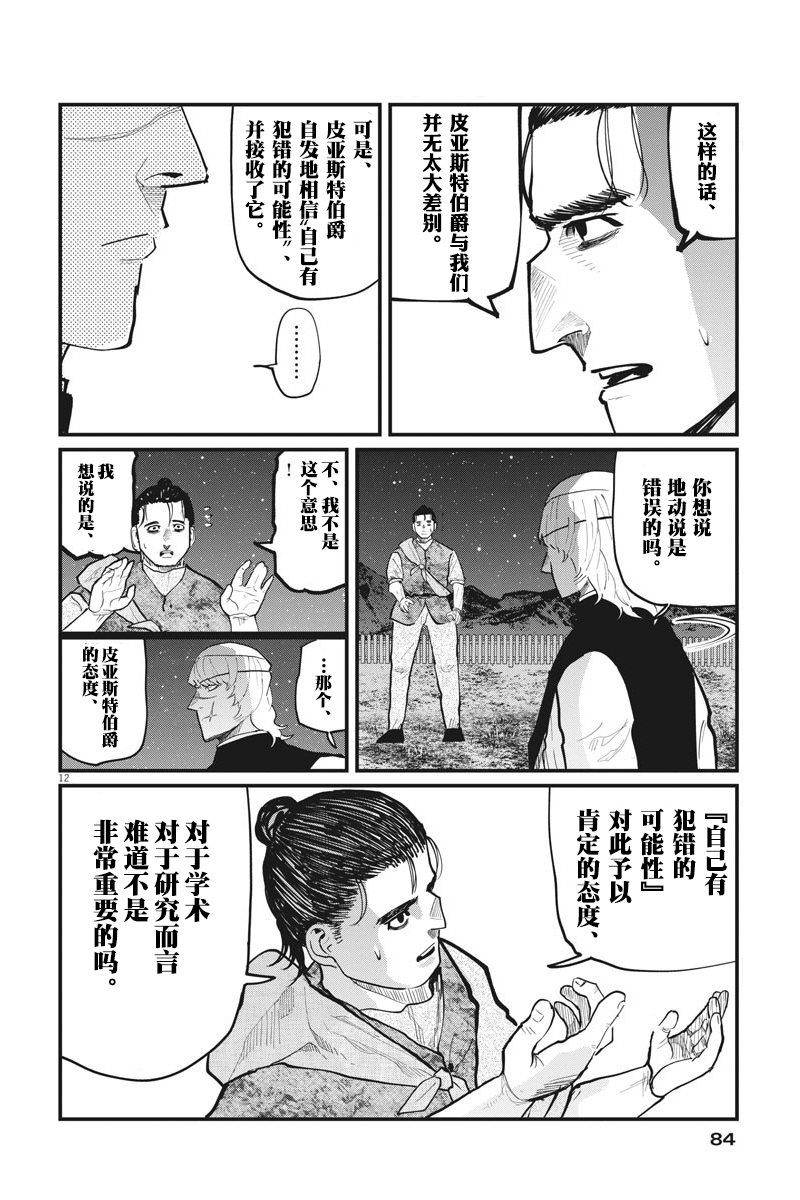 这样的话、
皮亚斯特伯爵与我们
并无太大差别。
可是、
皮亚斯特伯爵
自发地相信“自己有
犯错的可能性”、
并接收了它。
………
你想说
地动说是
错误的吗。
不、我不是
这个意思
！
我
想说的是、
…那个、
皮亚斯特伯爵
的态度、
12
『自己有
犯错的
可能性』
对此予以
肯定的态度、
对于学术
对于研究而言
难道不是
非常重要的吗。
84